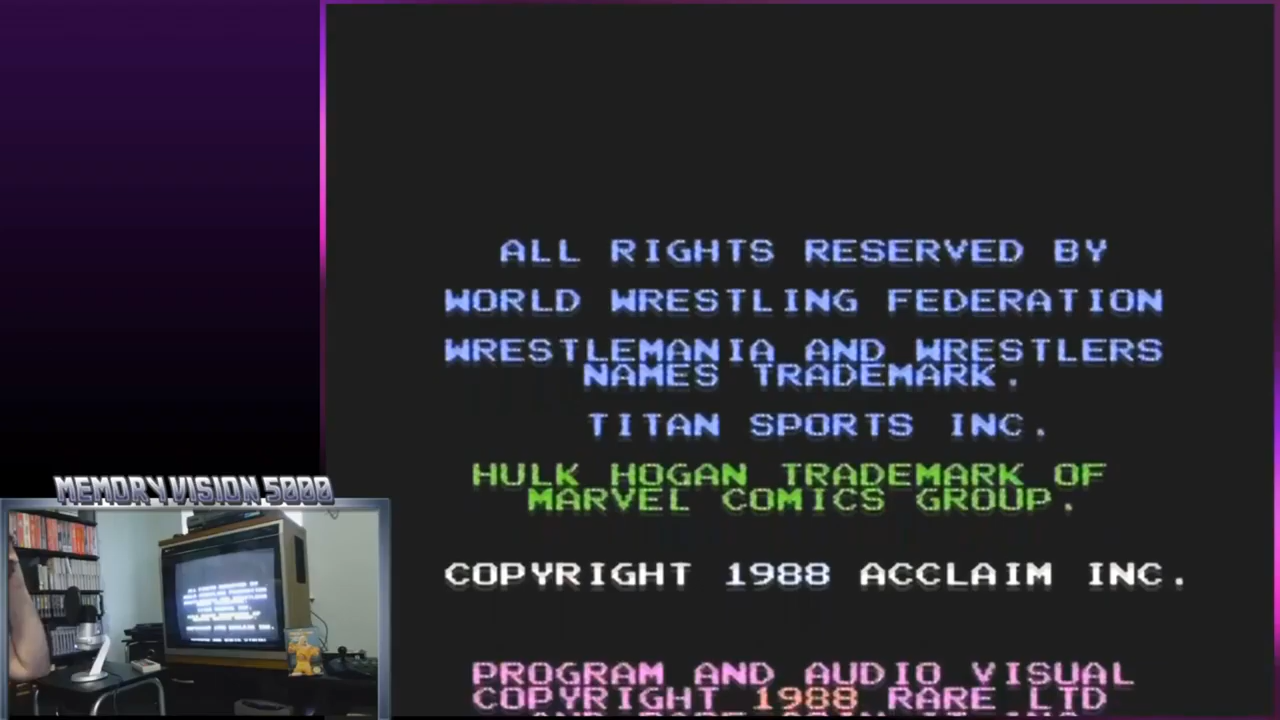 ALL RIGHTS RESERVED BY
WORLD WRESTLING FEDERATION
WRESTLEMANIA AND WRESTLERS
NAMES TRADEMARK.
TITAN SPORTS INC.
HULK HOGAN TRADEMARK OF
MARVEL COMICS GROUP.
COPYRIGHT 1988 ACCLAIM INC.
PROGRAM AND AUDIO VISUAL
COPYRIGHT 1988 RARE LTD
MEMORY VISION 5000